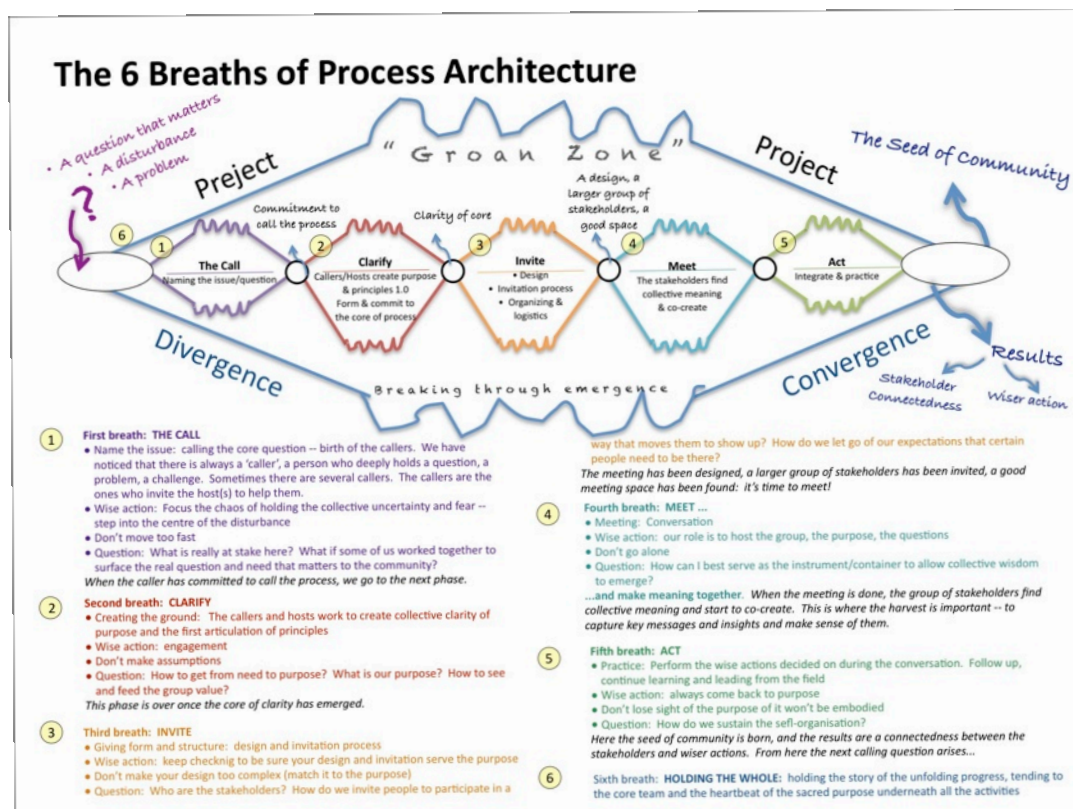 The 6 Breaths of Process Architecture
• A question that matters
• A disturbance
• A problem
?
Preject
"Groan Zone"
Project
The Seed of Community
6
1
The Call
Naming the issue/question
Commitment to
call the process
2
Clarify
Callers/Hosts create purpose
& principles 1.0
Form & commit to
the core of process
Clarity of core
3
Invite
• Design
• Invitation process
• Organizing &
logistics
A design, a
larger group of
stakeholders, a
good space
4
Meet
The stakeholders find
collective meaning
& co-create
5
Act
Integrate & practice
Divergence
Breaking through emergence
Convergence
Results
Stakeholder
Connectedness
Wiser action
1
First breath: THE CALL
• Name the issue: calling the core question -- birth of the callers. We have
noticed that there is always a ‘caller’, a person who deeply holds a question, a
problem, a challenge. Sometimes there are several callers. The callers are the
ones who invite the host(s) to help them.
• Wise action: Focus the chaos of holding the collective uncertainty and fear --
step into the centre of the disturbance
• Don't move too fast
• Question: What is really at stake here? What if some of us worked together to
surface the real question and need that matters to the community?
When the caller has committed to call the process, we go to the next phase.
2
Second breath: CLARIFY
• Creating the ground: The callers and hosts work to create collective clarity of
purpose and the first articulation of principles
• Wise action: engagement
• Don't make assumptions
• Question: How to get from need to purpose? What is our purpose? How to see
and feed the group value?
This phase is over once the core of clarity has emerged.
3
Third breath: INVITE
• Giving form and structure: design and invitation process
• Wise action: keep checknig to be sure your design and invitation serve the purpose
• Don't make your design too complex (match it to the purpose)
• Question: Who are the stakeholders? How do we invite people to participate in a
way that moves them to show up? How do we let go of our expectations that certain
people need to be there?
The meeting has been designed, a larger group of stakeholders has been invited, a good
meeting space has been found: it's time to meet!
4
Fourth breath: MEET ...
• Meeting: Conversation
• Wise action: our role is to host the group, the purpose, the questions
• Don't go alone
• Question: How can I best serve as the instrument/container to allow collective wisdom
to emerge?
...and make meaning together. When the meeting is done, the group of stakeholders find
collective meaning and start to co-create. This is where the harvest is important -- to
capture key messages and insights and make sense of them.
5
Fifth breath: ACT
• Practice: Perform the wise actions decided on during the conversation. Follow up,
continue learning and leading from the field
• Wise action: always come back to purpose
• Don't lose sight of the purpose of it won't be embodied
• Question: How do we sustain the sefl-organisation?
Here the seed of community is born, and the results are a connectedness between the
stakeholders and wiser actions. From here the next calling question arises...
6
Sixth breath: HOLDING THE WHOLE: holding the story of the unfolding progress, tending to
the core team and the heartbeat of the sacred purpose underneath all the activities